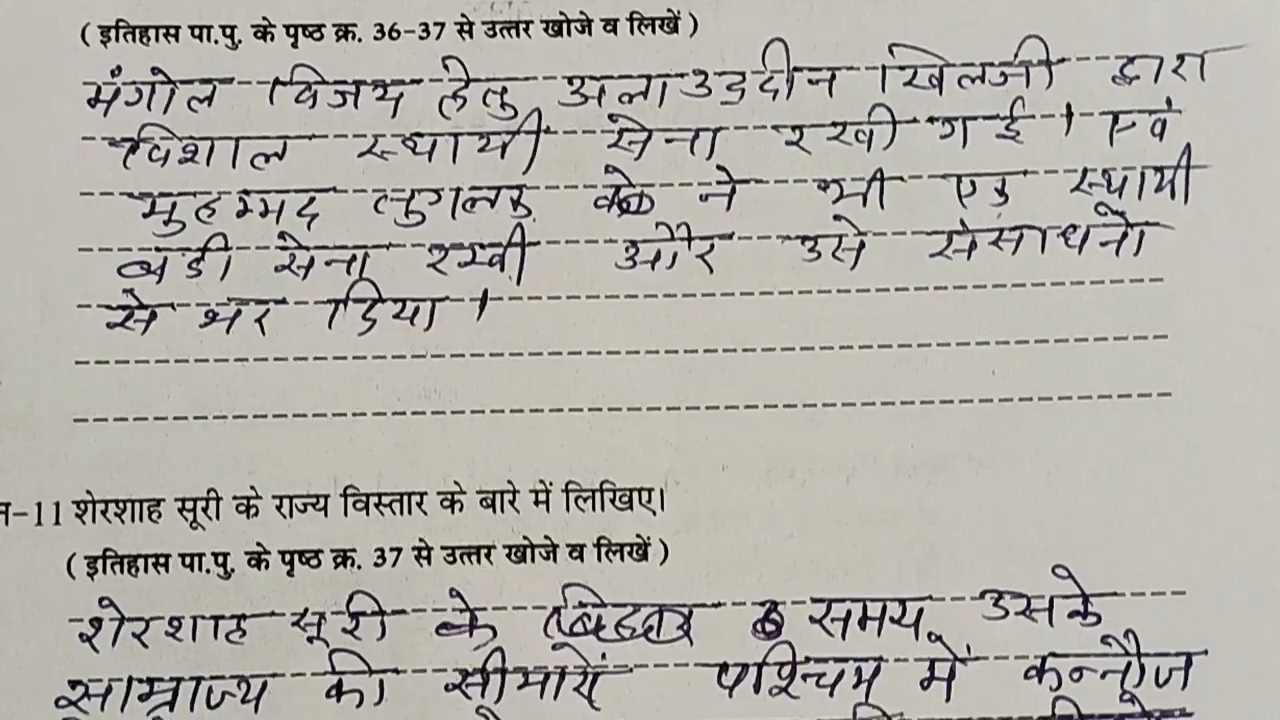 ( इतिहास पा.पु. के पृष्ठ क्र. 36-37 से उत्तर खोजे व लिखें )
मंगोल विजय हेतु अलाउद्दीन खिलजी द्वारा
विशाल स्थायी सेना रखी गई। एवं
मुहम्मद तुगलक ने भी एक स्थायी
बडी सेना रखी और उसे संसाधनो
से भर दिया।
-11 शेरशाह सूरी के राज्य विस्तार के बारे में लिखिए।
( इतिहास पा.पु. के पृष्ठ क्र. 37 से उत्तर खोजे व लिखें )
शेरशाह सूरी के समय उसके
साम्राज्य की सीमायें पश्चिम में कन्नौज